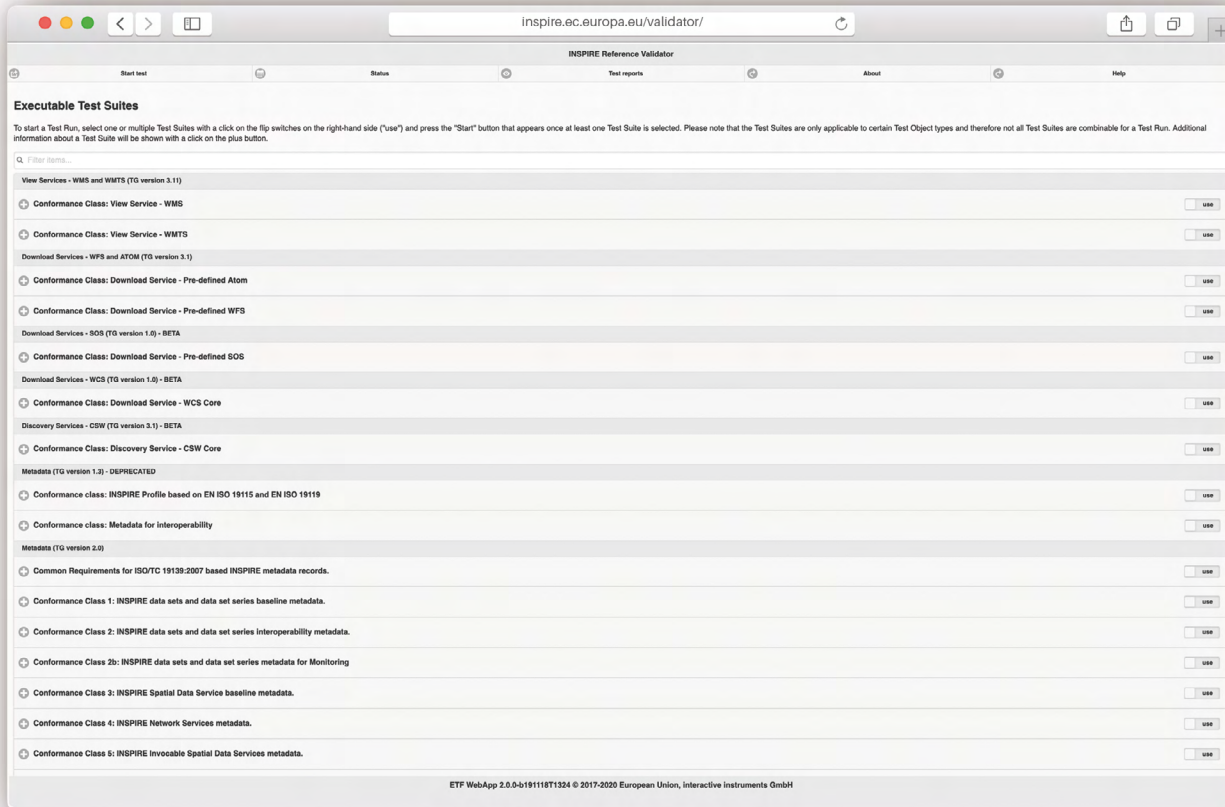 inspire.ec.europa.eu/validator/
INSPIRE Reference Validator
Start test
Status
Test reports
About
Help
Executable Test Suites
To start a Test Run, select one or multiple Test Suites with a click on the flip switches on the right-hand side ("use") and press the "Start" button that appears once at least one Test Suite is selected. Please note that the Test Suites are only applicable to certain Test Object types and therefore not all Test Suites are combinable for a Test Run. Additional
information about a Test Suite will be shown with a click on the plus button.
Filter items...
View Services - WMS and WMTS (TG version 3.11)
Conformance Class: View Service - WMS use
Conformance Class: View Service - WMTS use
Download Services - WFS and ATOM (TG version 3.1)
Conformance Class: Download Service - Pre-defined Atom use
Conformance Class: Download Service - Pre-defined WFS use
Download Services - SOS (TG version 1.0) - BETA
Conformance Class: Download Service - Pre-defined SOS use
Download Services - WCS (TG version 1.0) - BETA
Conformance Class: Download Service - WCS Core use
Discovery Services - CSW (TG version 3.1) - BETA
Conformance Class: Discovery Service - CSW Core use
Metadata (TG version 1.3) - DEPRECATED
Conformance class: INSPIRE Profile based on EN ISO 19115 and EN ISO 19119 use
Conformance class: Metadata for interoperability use
Metadata (TG version 2.0)
Common Requirements for ISO/TC 19139:2007 based INSPIRE metadata records. use
Conformance Class 1: INSPIRE data sets and data set series baseline metadata. use
Conformance Class 2: INSPIRE data sets and data set series interoperability metadata. use
Conformance Class 2b: INSPIRE data sets and data set series metadata for Monitoring use
Conformance Class 3: INSPIRE Spatial Data Service baseline metadata. use
Conformance Class 4: INSPIRE Network Services metadata. use
Conformance Class 5: INSPIRE Invocable Spatial Data Services metadata. use
ETF WebApp 2.0.0-b191118T1324 © 2017-2020 European Union, interactive instruments GmbH